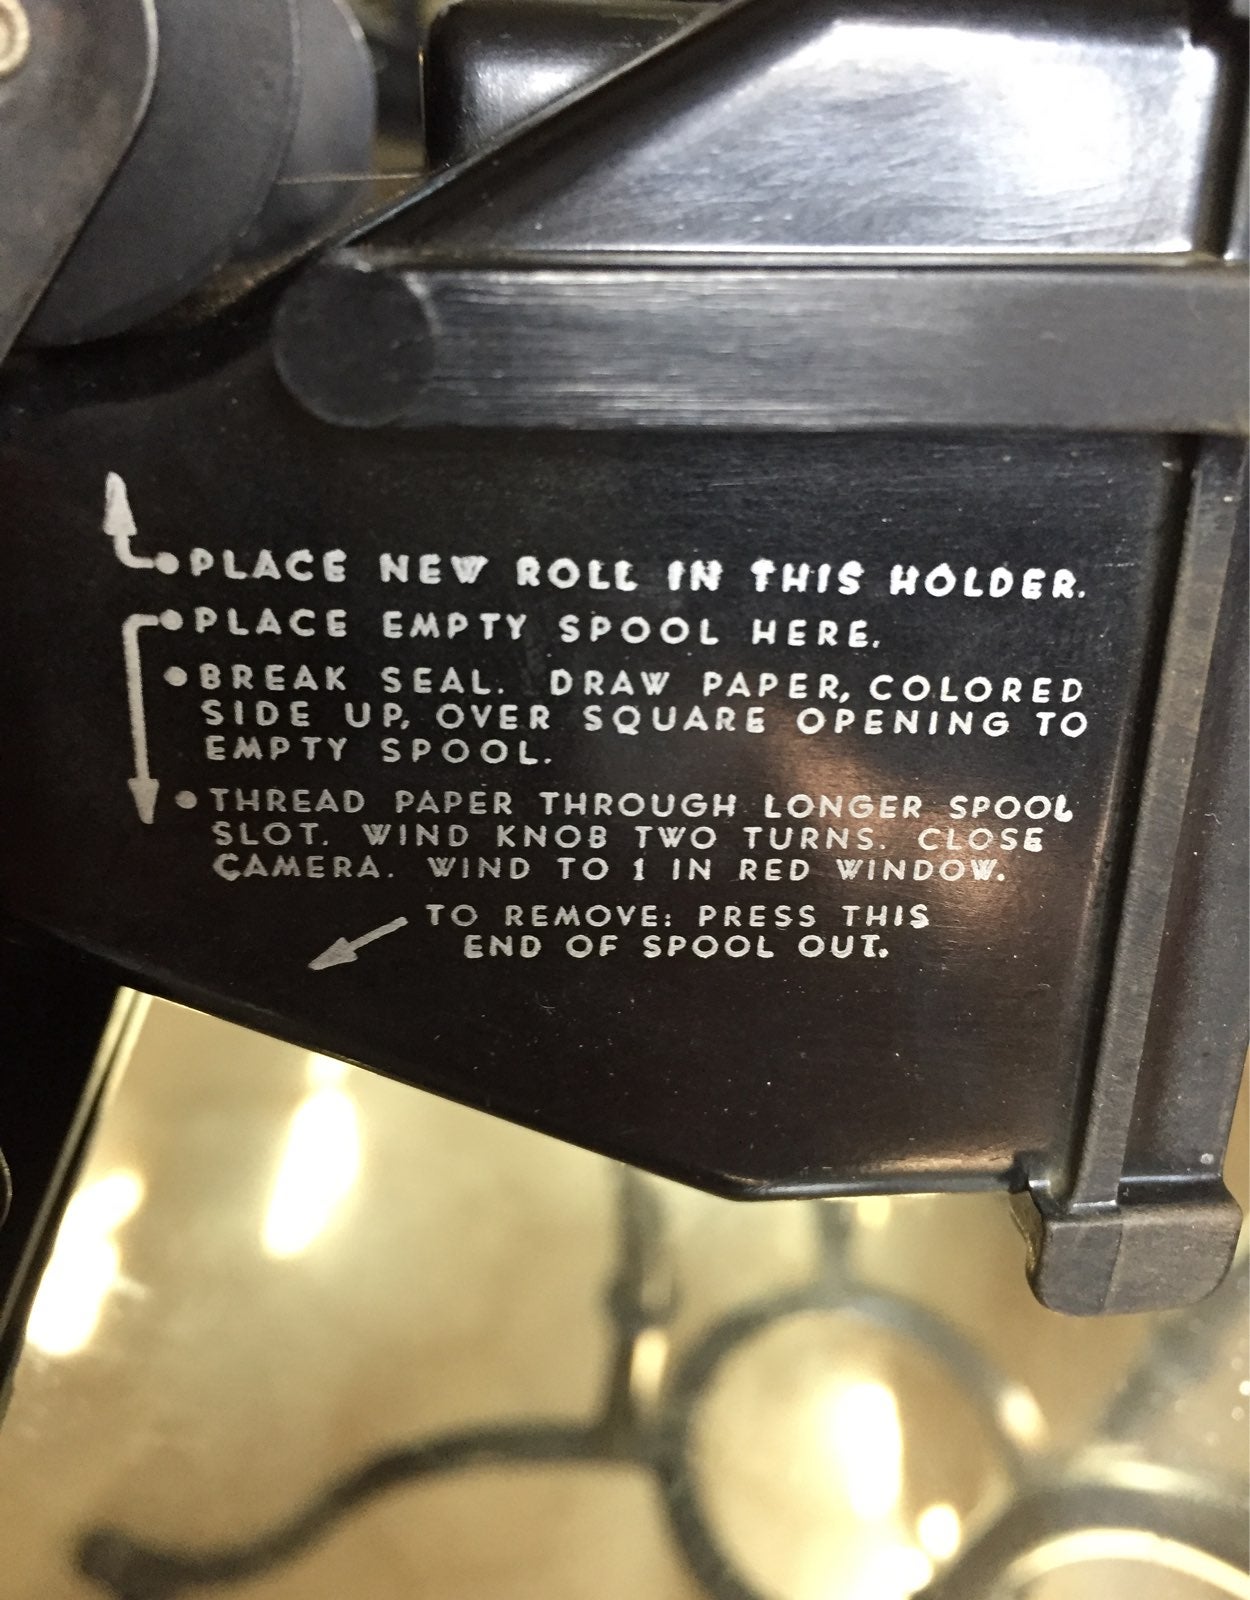 PLACE NEW ROLL IN THIS HOLDER.
PLACE EMPTY SPOOL HERE.
BREAK SEAL. DRAW PAPER, COLORED
SIDE UP, OVER SQUARE OPENING TO
EMPTY SPOOL.
THREAD PAPER THROUGH LONGER SPOOL
SLOT. WIND KNOB TWO TURNS. CLOSE
CAMERA. WIND TO 1 IN RED WINDOW.
TO REMOVE: PRESS THIS
END OF SPOOL OUT.